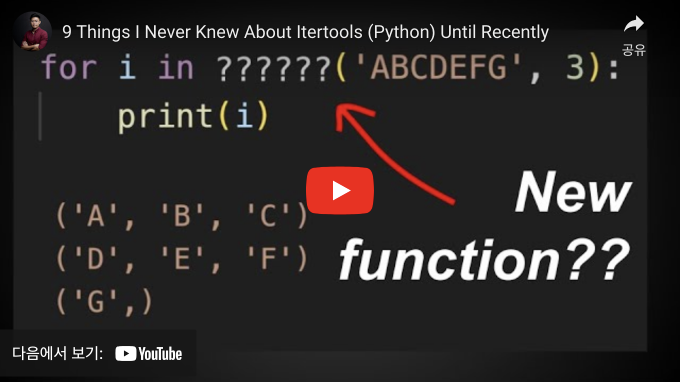 9 Things I Never Knew About Itertools (Python) Until Recently
공유
for i in ??????('ABCDEFG', 3):
print(i)
New
function??
('A', 'B', 'C')
('D', 'E', 'F')
('G',)
다음에서 보기: YouTube